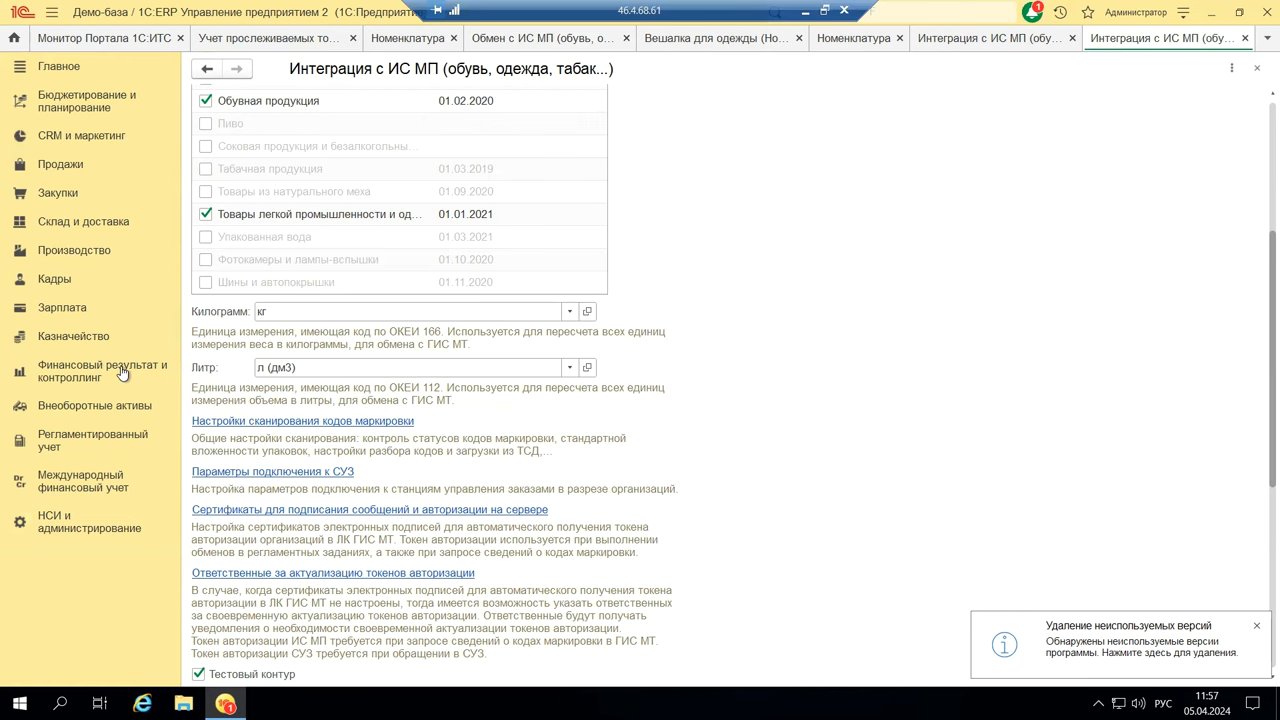 Демо-база / 1С:ERP Управление предприятием 2 (1С:Предприяти
46.4.68.61
1
Администратор
Монитор Портала 1С:ИТС ×
Учет прослеживаемых то... ×
Номенклатура ×
Обмен с ИС МП (обувь, о... ×
Вешалка для одежды (Но... ×
Номенклатура ×
Интеграция с ИС МП (обу... ×
Интеграция с ИС МП (обу... ×
Главное
Бюджетирование и
планирование
CRM и маркетинг
Продажи
Закупки
Склад и доставка
Производство
Кадры
Зарплата
Казначейство
Финансовый результат и
контроллинг
Внеоборотные активы
Регламентированный
учет
Международный
финансовый учет
НСИ и
администрирование
Интеграция с ИС МП (обувь, одежда, табак...)
Обувная продукция 01.02.2020
Пиво
Соковая продукция и безалкогольны...
Табачная продукция 01.03.2019
Товары из натурального меха 01.09.2020
Товары легкой промышленности и од... 01.01.2021
Упакованная вода 01.03.2021
Фотокамеры и лампы-вспышки 01.10.2020
Шины и автопокрышки 01.11.2020
Килограмм: кг
Единица измерения, имеющая код по ОКЕИ 166. Используется для пересчета всех единиц
измерения веса в килограммы, для обмена с ГИС МТ.
Литр: л (дм3)
Единица измерения, имеющая код по ОКЕИ 112. Используется для пересчета всех единиц
измерения объема в литры, для обмена с ГИС МТ.
Настройки сканирования кодов маркировки
Общие настройки сканирования: контроль статусов кодов маркировки, стандартной
вложенности упаковок, настройки разбора кодов и загрузки из ТСД,...
Параметры подключения к СУЗ
Настройка параметров подключения к станциям управления заказами в разрезе организаций.
Сертификаты для подписания сообщений и авторизации на сервере
Настройка сертификатов электронных подписей для автоматического получения токена
авторизации организаций в ЛК ГИС МТ. Токен авторизации используется при выполнении
обменов в регламентных заданиях, а также при запросе сведений о кодах маркировки.
Ответственные за актуализацию токенов авторизации
В случае, когда сертификаты электронных подписей для автоматического получения токена
авторизации в ЛК ГИС МТ не настроены, тогда имеется возможность указать ответственных
за своевременную актуализацию токенов авторизации. Ответственные будут получать
уведомления о необходимости своевременной актуализации токенов авторизации.
Токен авторизации ИС МП требуется при запросе сведений о кодах маркировки в ГИС МТ.
Токен авторизации СУЗ требуется при обращении в СУЗ.
Тестовый контур
Удаление неиспользуемых версий
Обнаружены неиспользуемые версии
программы. Нажмите здесь для удаления.
РУС
11:57
05.04.2024